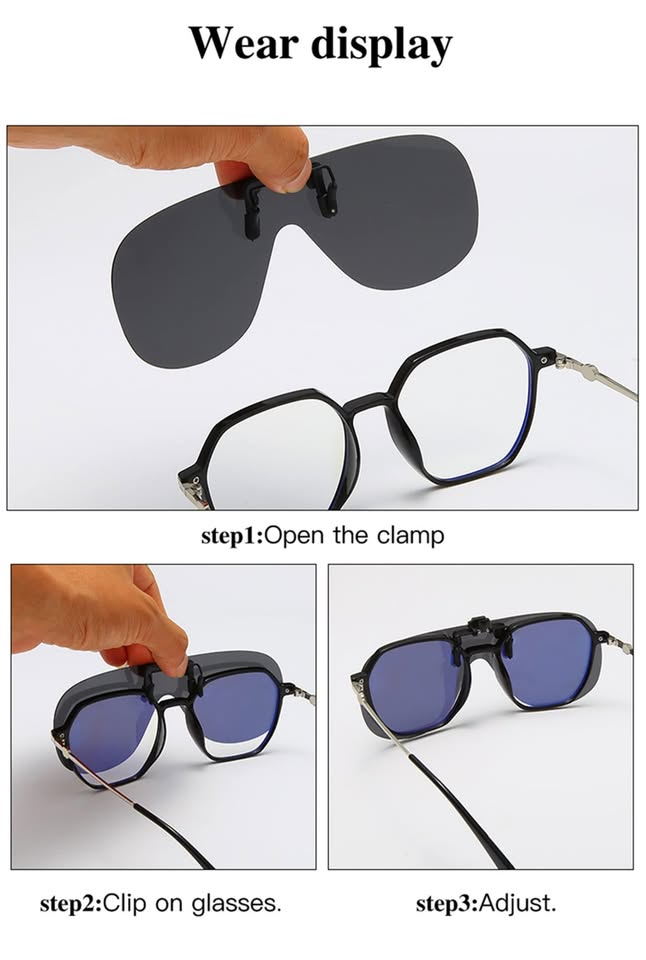 Wear display
step1:Open the clamp
step2:Clip on glasses.
step3:Adjust.